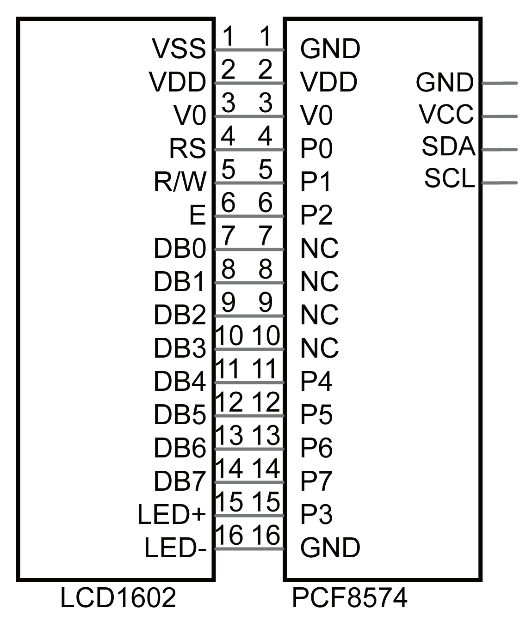 VSS 1 1 GND
VDD 2 2 VDD GND
V0 3 3 V0 VCC
RS 4 4 P0 SDA
R/W 5 5 P1 SCL
E 6 6 P2
DB0 7 7 NC
DB1 8 8 NC
DB2 9 9 NC
DB3 10 10 NC
DB4 11 11 P4
DB5 12 12 P5
DB6 13 13 P6
DB7 14 14 P7
LED+ 15 15 P3
LED- 16 16 GND
LCD1602 PCF8574